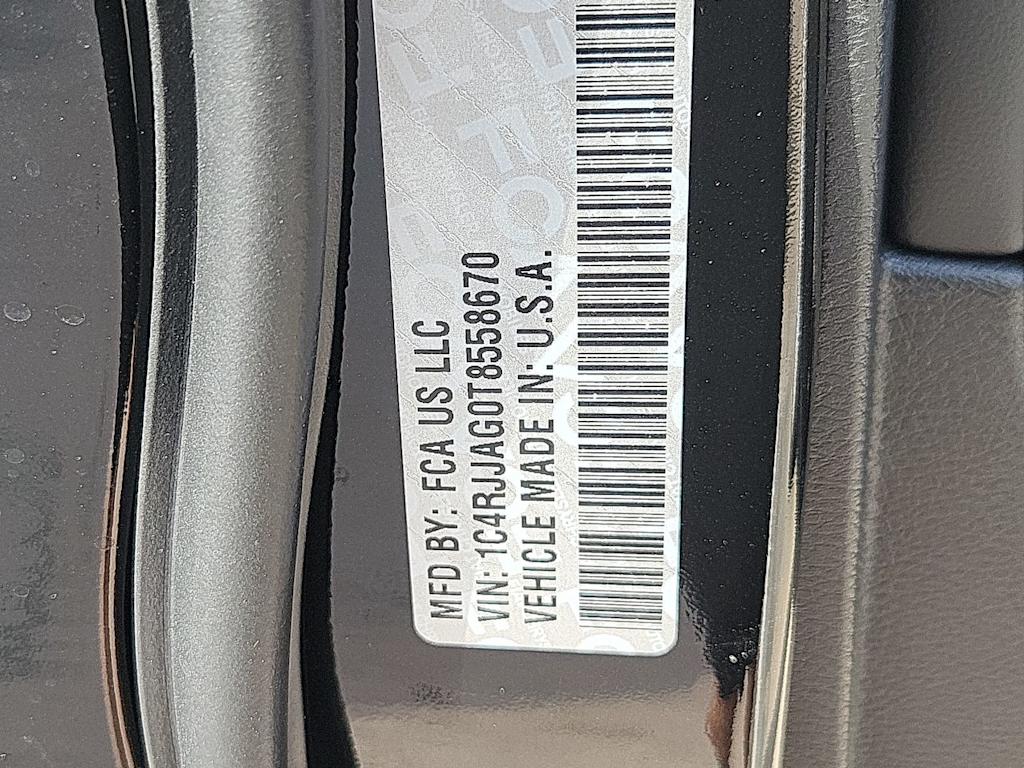 MFD BY: FCA US LLC
VIN: 1C4RJJAG0T8558670
VEHICLE MADE IN: U.S.A.